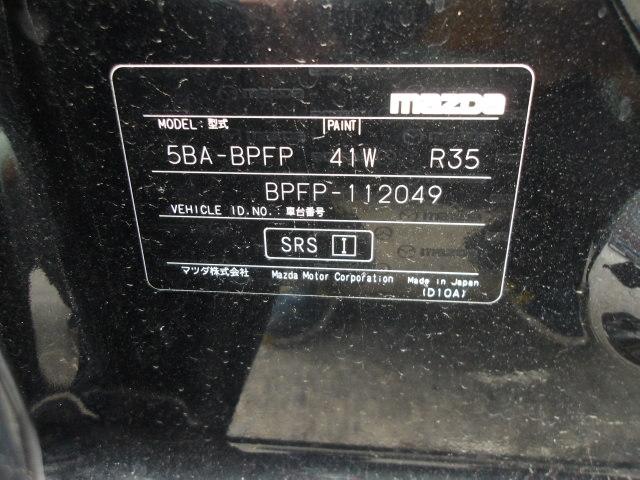 mazda
MODEL:型式 PAINT
5BA-BPFP 41W R35
BPFP-112049
VEHICLE ID.NO.:車台番号
SRS I
マツダ株式会社 Mazda Motor Corporation Made in Japan
(D10A)